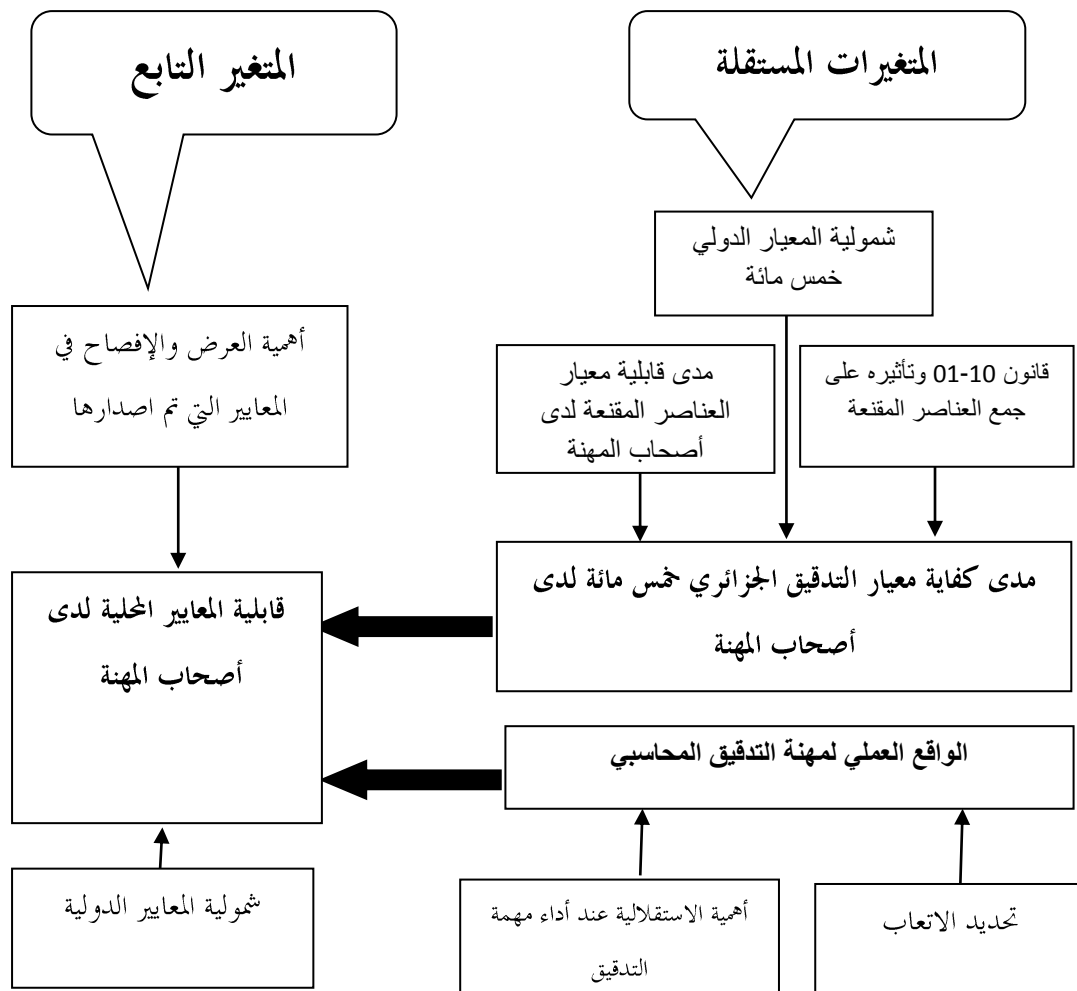 المتغيرات المستقلة
المتغير التابع
شمولية المعيار الدولي
خمس مائة
أهمية العرض والإفصاح في
المعايير التي تم اصدارها
قانون 10-01 وتأثيره على
جمع العناصر المقنعة
مدى قابلية معيار
العناصر المقنعة لدى
أصحاب المهنة
مدى كفاية معيار التدقيق الجزائري خمس مائة لدى
أصحاب المهنة
قابلية المعايير المحلية لدى
أصحاب المهنة
الواقع العملي لمهنة التدقيق المحاسبي
تحديد الاتعاب
أهمية الاستقلالية عند أداء مهمة
التدقيق
شمولية المعايير الدولية